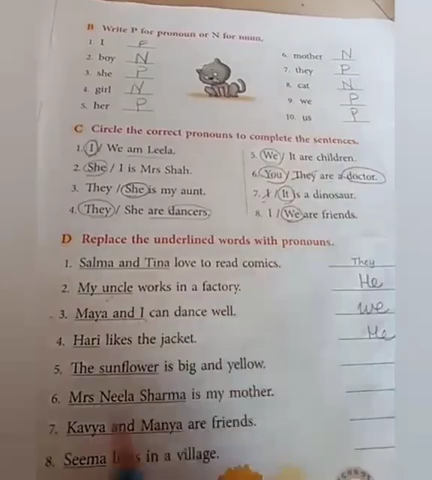 B Write P for pronoun or N for noun.
1. I P
2. boy N
3. she P
4. girl N
5. her P
6. mother N
7. they P
8. cat N
9. we P
10. us P
C Circle the correct pronouns to complete the sentences.
1. I / We am Leela.
2. She / I is Mrs Shah.
3. They / She is my aunt.
4. They / She are dancers.
5. We / It are children.
6. You / They are a doctor.
7. I / It is a dinosaur.
8. I / We are friends.
D Replace the underlined words with pronouns.
1. Salma and Tina love to read comics. They
2. My uncle works in a factory. He
3. Maya and I can dance well. we
4. Hari likes the jacket. He
5. The sunflower is big and yellow.
6. Mrs Neela Sharma is my mother.
7. Kavya and Manya are friends.
8. Seema in a village.